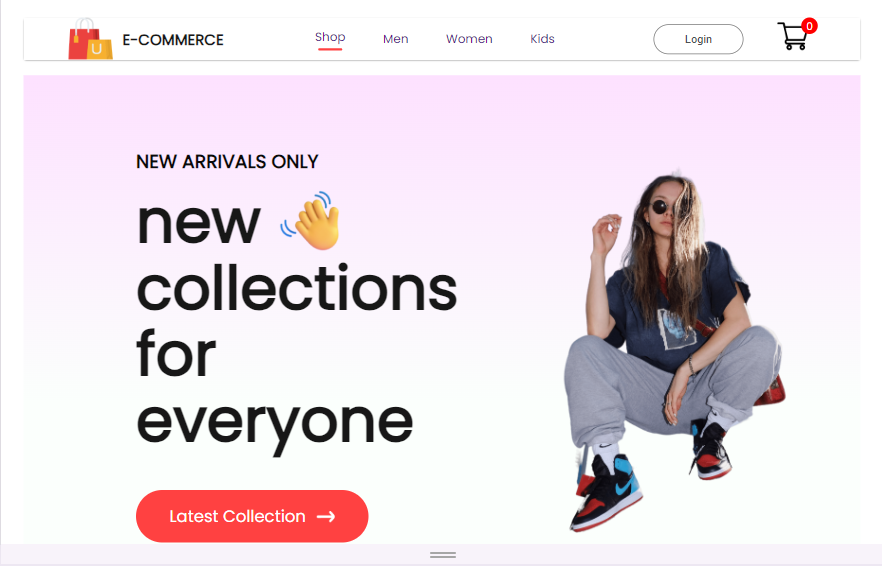 E-COMMERCE
Shop
Men
Women
Kids
Login
0
NEW ARRIVALS ONLY
new
collections
for
everyone
Latest Collection